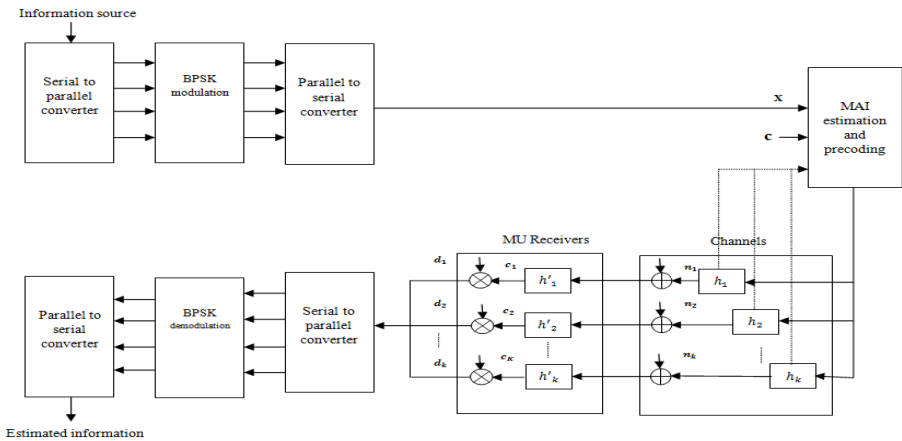 Information source
Serial to
parallel
converter
BPSK
modulation
Parallel to
serial
converter
X
C
MAI
estimation
and
precoding
MU Receivers
Channels
d₁
c₁
h'₁
n₁
h₁
d₂
c₂
h'₂
n₂
h₂
dₖ
c_K
h'ₖ
nₖ
hₖ
Parallel to
serial
converter
BPSK
demodulation
Serial to
parallel
converter
Estimated information